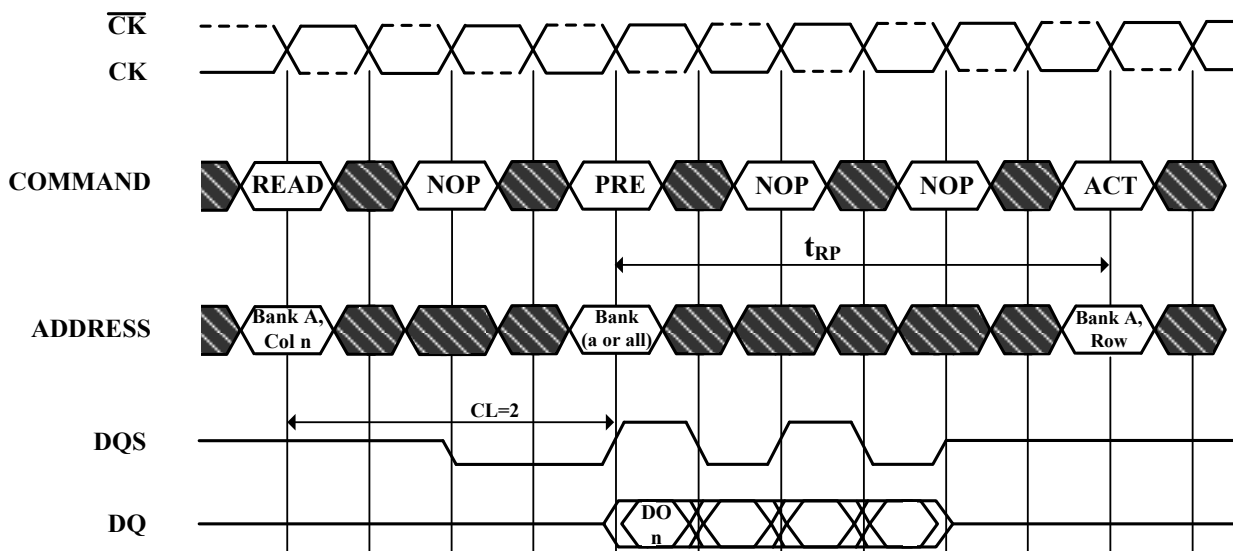 CK
CK
COMMAND
READ
NOP
PRE
NOP
NOP
ACT
tRP
ADDRESS
Bank A,
Col n
Bank
(a or all)
Bank A,
Row
CL=2
DQS
DQ
DO
n